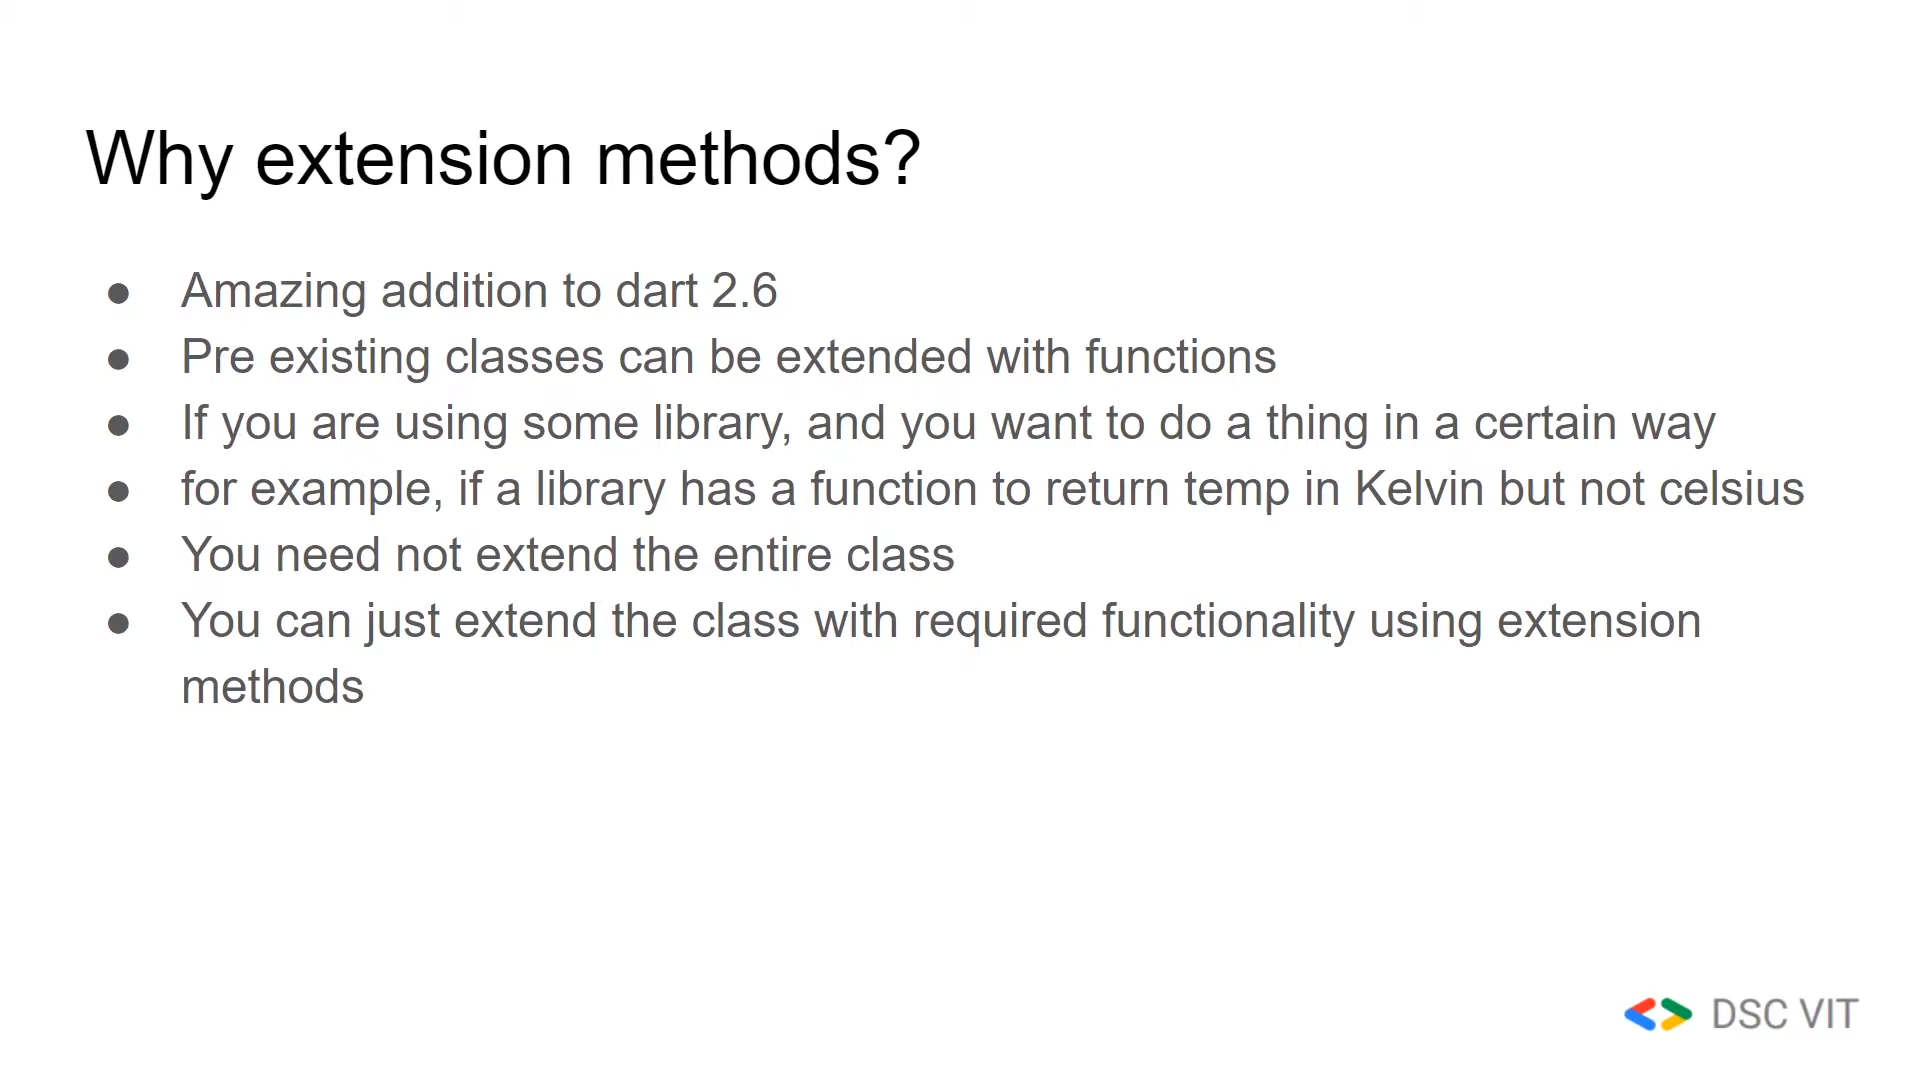 Why extension methods?
● Amazing addition to dart 2.6
● Pre existing classes can be extended with functions
● If you are using some library, and you want to do a thing in a certain way
● for example, if a library has a function to return temp in Kelvin but not celsius
● You need not extend the entire class
● You can just extend the class with required functionality using extension
methods
DSC VIT